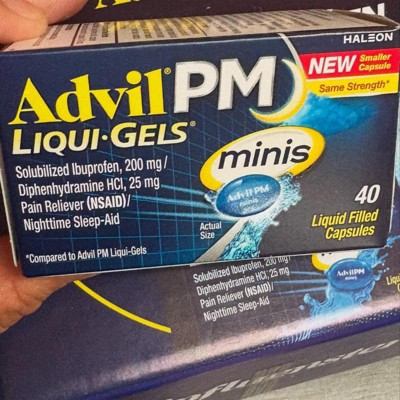 HALEON
Advil® PM
LIQUI·GELS®
NEW Smaller Capsule
Same Strength*
minis
Solubilized Ibuprofen, 200 mg/
Diphenhydramine HCl, 25 mg
Pain Reliever (NSAID)/
Nighttime Sleep-Aid
Advil PM
minis
Actual
Size
40
Liquid Filled
Capsules
*Compared to Advil PM Liqui-Gels
Solubilized Ibuprofen, 200 mg/
Diphenhydramine HCl, 25 mg
Pain Reliever (NSAID)/
Nighttime Sleep-Aid
Advil PM
minis